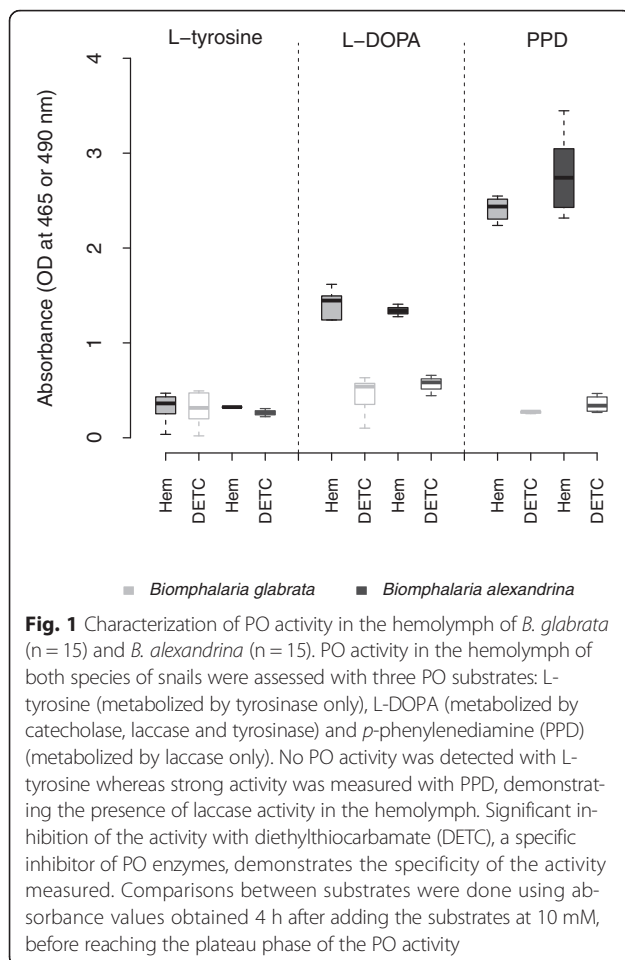 L-tyrosine L-DOPA PPD
Absorbance (OD at 465 or 490 nm)
4
3
2
1
0
Hem DETC Hem DETC Hem DETC Hem DETC Hem DETC Hem DETC
Biomphalaria glabrata Biomphalaria alexandrina
Fig. 1 Characterization of PO activity in the hemolymph of B. glabrata
(n = 15) and B. alexandrina (n = 15). PO activity in the hemolymph of
both species of snails were assessed with three PO substrates: L-
tyrosine (metabolized by tyrosinase only), L-DOPA (metabolized by
catecholase, laccase and tyrosinase) and p-phenylenediamine (PPD)
(metabolized by laccase only). No PO activity was detected with L-
tyrosine whereas strong activity was measured with PPD, demonstrat-
ing the presence of laccase activity in the hemolymph. Significant in-
hibition of the activity with diethylthiocarbamate (DETC), a specific
inhibitor of PO enzymes, demonstrates the specificity of the activity
measured. Comparisons between substrates were done using ab-
sorbance values obtained 4 h after adding the substrates at 10 mM,
before reaching the plateau phase of the PO activity